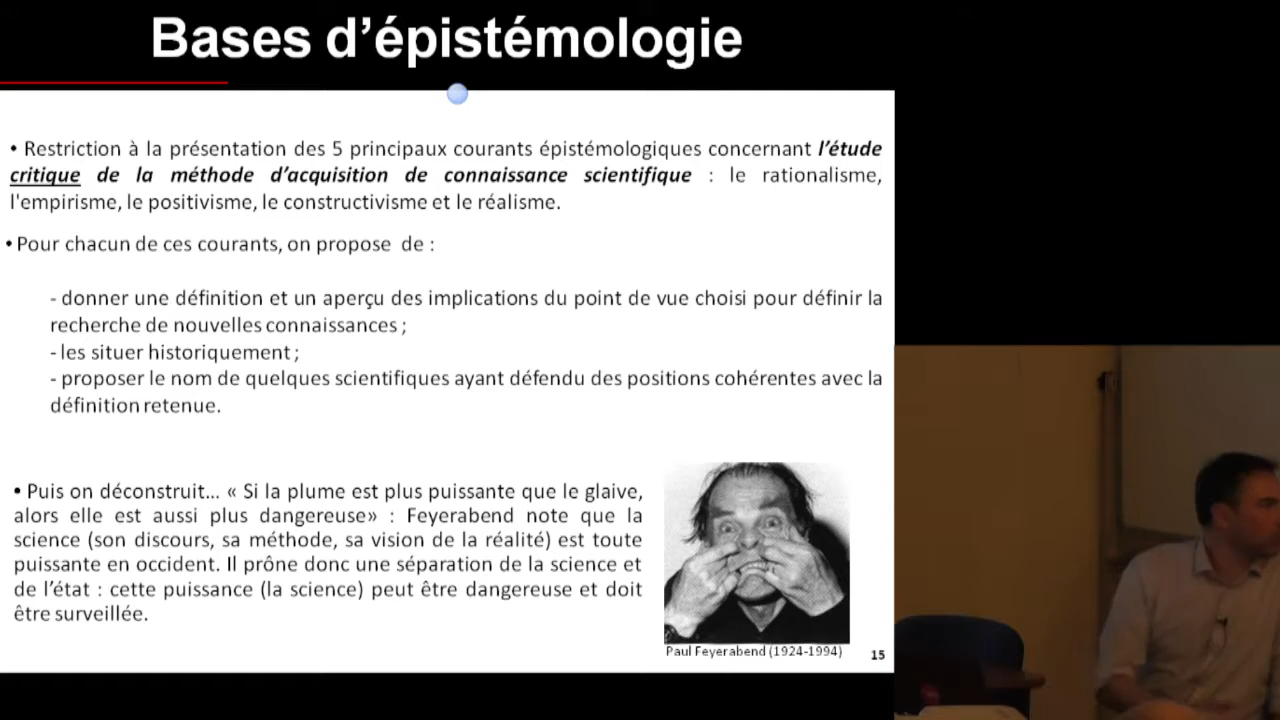 Bases d’épistémologie
• Restriction à la présentation des 5 principaux courants épistémologiques concernant l’étude
critique de la méthode d’acquisition de connaissance scientifique : le rationalisme,
l'empirisme, le positivisme, le constructivisme et le réalisme.
• Pour chacun de ces courants, on propose de :
- donner une définition et un aperçu des implications du point de vue choisi pour définir la
recherche de nouvelles connaissances ;
- les situer historiquement ;
- proposer le nom de quelques scientifiques ayant défendu des positions cohérentes avec la
définition retenue.
• Puis on déconstruit... « Si la plume est plus puissante que le glaive,
alors elle est aussi plus dangereuse» : Feyerabend note que la
science (son discours, sa méthode, sa vision de la réalité) est toute
puissante en occident. Il prône donc une séparation de la science et
de l’état : cette puissance (la science) peut être dangereuse et doit
être surveillée.
Paul Feyerabend (1924-1994)
15